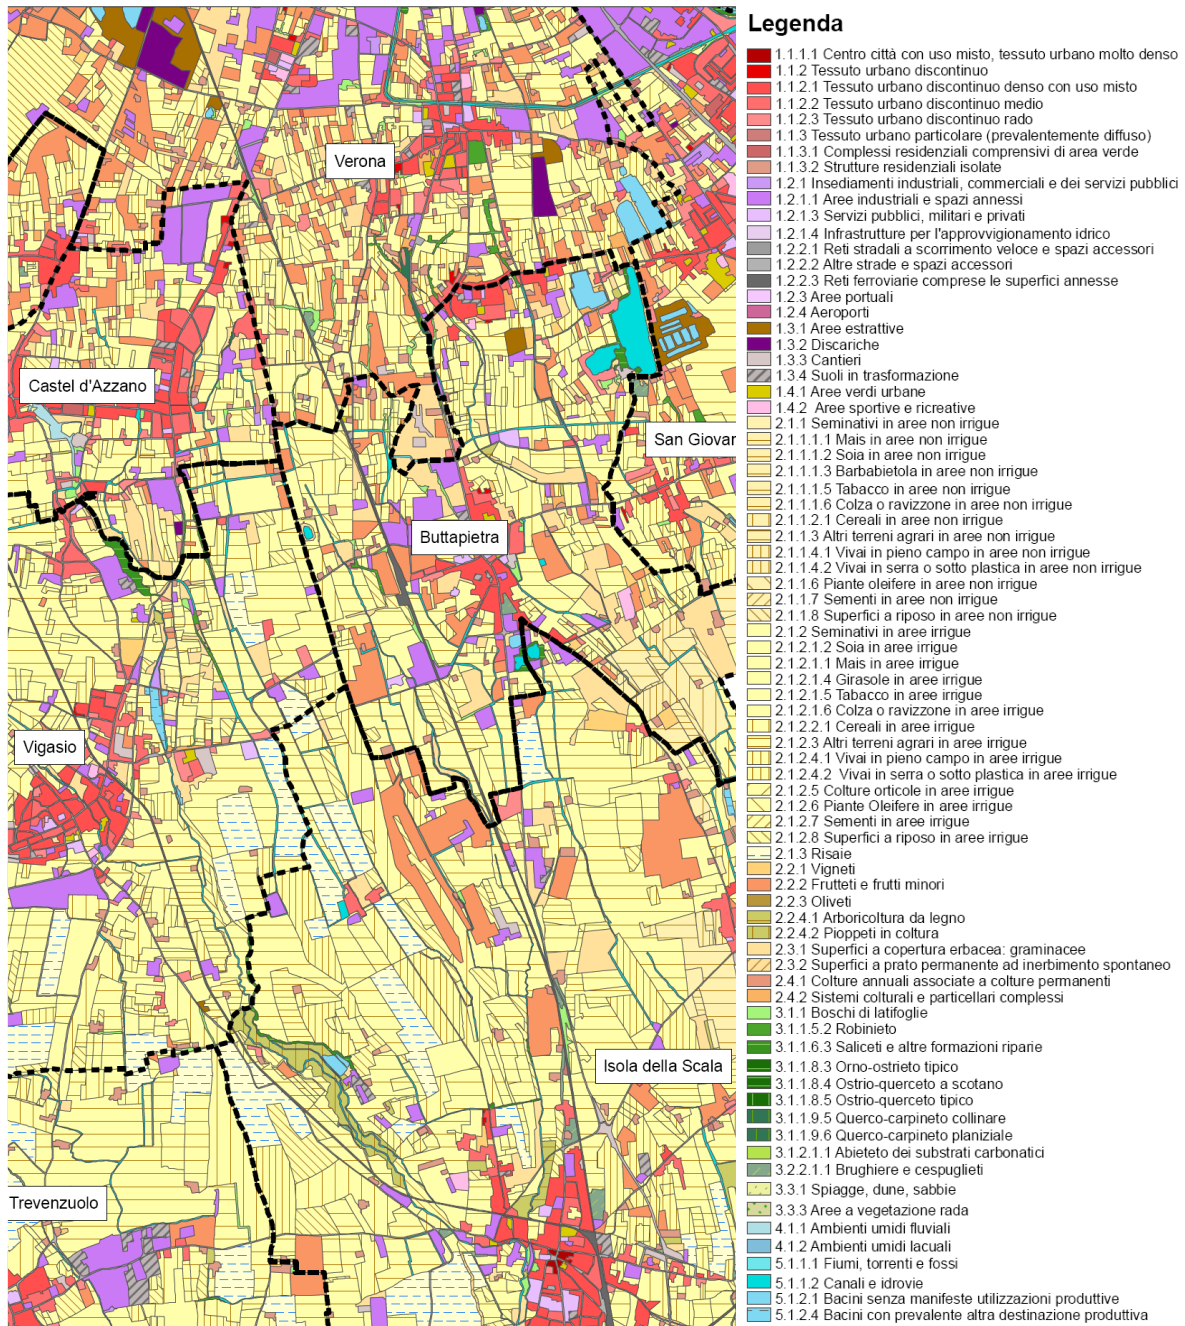 Verona
Castel d'Azzano
San Giovar
Buttapietra
Vigasio
Isola della Scala
Trevenzuolo
Legenda
1.1.1.1 Centro città con uso misto, tessuto urbano molto denso
1.1.2 Tessuto urbano discontinuo
1.1.2.1 Tessuto urbano discontinuo denso con uso misto
1.1.2.2 Tessuto urbano discontinuo medio
1.1.2.3 Tessuto urbano discontinuo rado
1.1.3 Tessuto urbano particolare (prevalentemente diffuso)
1.1.3.1 Complessi residenziali comprensivi di area verde
1.1.3.2 Strutture residenziali isolate
1.2.1 Insediamenti industriali, commerciali e dei servizi pubblici
1.2.1.1 Aree industriali e spazi annessi
1.2.1.3 Servizi pubblici, militari e privati
1.2.1.4 Infrastrutture per l'approvvigionamento idrico
1.2.2.1 Reti stradali a scorrimento veloce e spazi accessori
1.2.2.2 Altre strade e spazi accessori
1.2.2.3 Reti ferroviarie comprese le superfici annesse
1.2.3 Aree portuali
1.2.4 Aeroporti
1.3.1 Aree estrattive
1.3.2 Discariche
1.3.3 Cantieri
1.3.4 Suoli in trasformazione
1.4.1 Aree verdi urbane
1.4.2 Aree sportive e ricreative
2.1.1 Seminativi in aree non irrigue
2.1.1.1.1 Mais in aree non irrigue
2.1.1.1.2 Soia in aree non irrigue
2.1.1.1.3 Barbabietola in aree non irrigue
2.1.1.1.5 Tabacco in aree non irrigue
2.1.1.1.6 Colza o ravizzone in aree non irrigue
2.1.1.2.1 Cereali in aree non irrigue
2.1.1.3 Altri terreni agrari in aree non irrigue
2.1.1.4.1 Vivai in pieno campo in aree non irrigue
2.1.1.4.2 Vivai in serra o sotto plastica in aree non irrigue
2.1.1.6 Piante oleifere in aree non irrigue
2.1.1.7 Sementi in aree non irrigue
2.1.1.8 Superfici a riposo in aree non irrigue
2.1.2 Seminativi in aree irrigue
2.1.2.1.2 Soia in aree irrigue
2.1.2.1.1 Mais in aree irrigue
2.1.2.1.4 Girasole in aree irrigue
2.1.2.1.5 Tabacco in aree irrigue
2.1.2.1.6 Colza o ravizzone in aree irrigue
2.1.2.2.1 Cereali in aree irrigue
2.1.2.3 Altri terreni agrari in aree irrigue
2.1.2.4.1 Vivai in pieno campo in aree irrigue
2.1.2.4.2 Vivai in serra o sotto plastica in aree irrigue
2.1.2.5 Colture orticole in aree irrigue
2.1.2.6 Piante Oleifere in aree irrigue
2.1.2.7 Sementi in aree irrigue
2.1.2.8 Superfici a riposo in aree irrigue
2.1.3 Risaie
2.2.1 Vigneti
2.2.2 Frutteti e frutti minori
2.2.3 Oliveti
2.2.4.1 Arboricoltura da legno
2.2.4.2 Pioppeti in coltura
2.3.1 Superfici a copertura erbacea: graminacee
2.3.2 Superfici a prato permanente ad inerbimento spontaneo
2.4.1 Colture annuali associate a colture permanenti
2.4.2 Sistemi colturali e particellari complessi
3.1.1 Boschi di latifoglie
3.1.1.5.2 Robinieto
3.1.1.6.3 Saliceti e altre formazioni riparie
3.1.1.8.3 Orno-ostrieto tipico
3.1.1.8.4 Ostrio-querceto a scotano
3.1.1.8.5 Ostrio-querceto tipico
3.1.1.9.5 Querco-carpineto collinare
3.1.1.9.6 Querco-carpineto planiziale
3.1.2.1.1 Abieteto dei substrati carbonatici
3.2.2.1.1 Brughiere e cespuglieti
3.3.1 Spiagge, dune, sabbie
3.3.3 Aree a vegetazione rada
4.1.1 Ambienti umidi fluviali
4.1.2 Ambienti umidi lacuali
5.1.1.1 Fiumi, torrenti e fossi
5.1.1.2 Canali e idrovie
5.1.2.1 Bacini senza manifeste utilizzazioni produttive
5.1.2.4 Bacini con prevalente altra destinazione produttiva